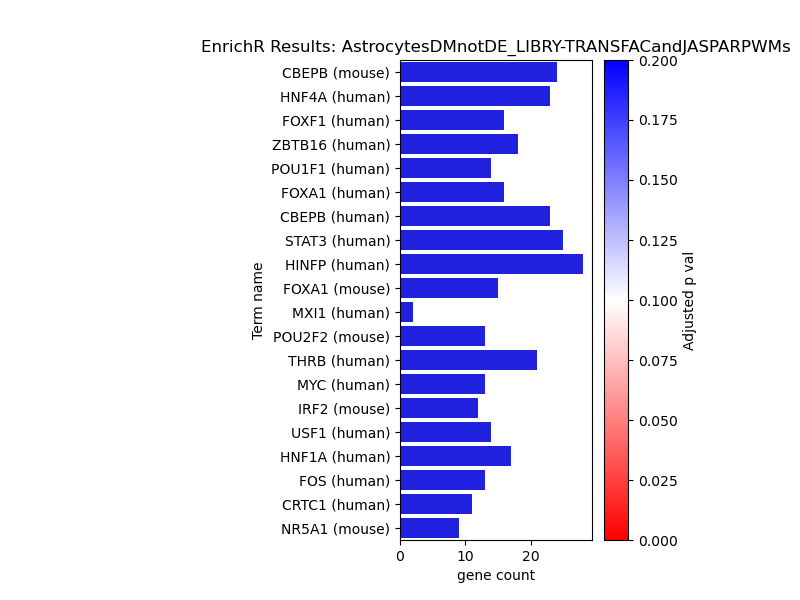 EnrichR Results: AstrocytesDMnotDE_LIBRY-TRANSFACandJASPARPWMs
CBEPB (mouse)
HNF4A (human)
FOXF1 (human)
ZBTB16 (human)
POU1F1 (human)
FOXA1 (human)
CBEPB (human)
STAT3 (human)
HINFP (human)
FOXA1 (mouse)
MXI1 (human)
POU2F2 (mouse)
THRB (human)
MYC (human)
IRF2 (mouse)
USF1 (human)
HNF1A (human)
FOS (human)
CRTC1 (human)
NR5A1 (mouse)
Term name
0 10 20
gene count
0.200
0.175
0.150
0.125
0.100
0.075
0.050
0.025
0.000
Adjusted p val